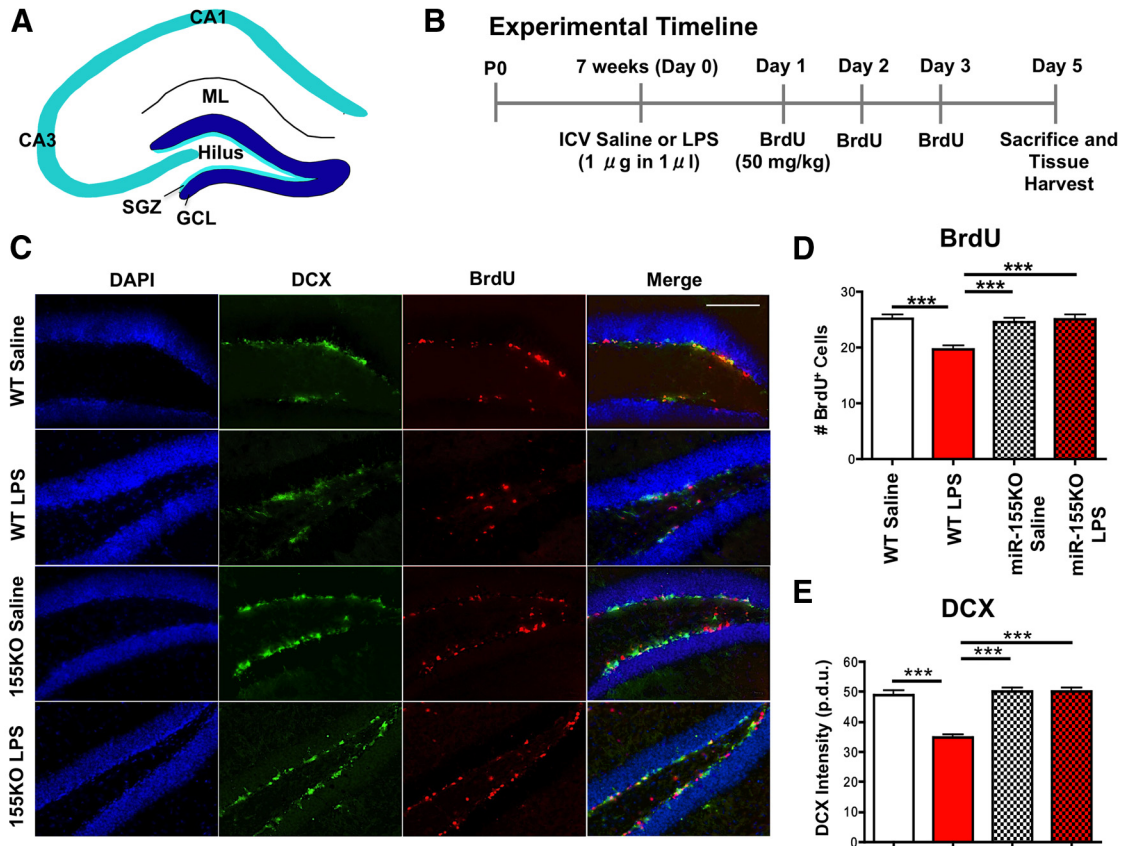 A
CA1
ML
CA3
Hilus
SGZ
GCL
B
Experimental Timeline
P0
7 weeks (Day 0)
Day 1
Day 2
Day 3
Day 5
ICV Saline or LPS
(1 μg in 1μl)
BrdU
(50 mg/kg)
BrdU
BrdU
Sacrifice and
Tissue
Harvest
C
DAPI
DCX
BrdU
Merge
WT Saline
WT LPS
155KO Saline
155KO LPS
D
BrdU
***
***
***
# BrdU⁺ Cells
30
20
10
0
WT Saline
WT LPS
miR-155KO
Saline
miR-155KO
LPS
E
DCX
***
***
***
DCX Intensity (p.d.u.)
60
50
40
30
20
10
0